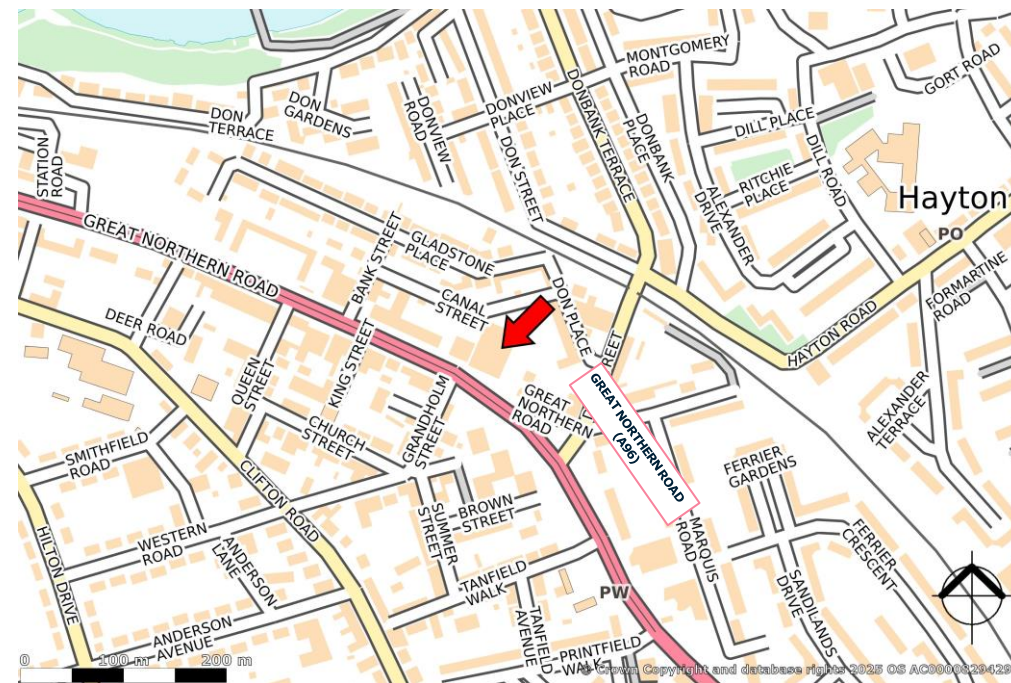 MONTGOMERY
ROAD
GORT ROAD
DON
GARDENS
DON
TERRACE
DONVIEW
ROAD
DONVIEW
PLACE
DONBANK TERRACE
DONBANK
PLACE
DILL PLACE
DILL ROAD
STATION
ROAD
DON STREET
RITCHIE
PLACE
ALEXANDER
DRIVE
Hayton
PO
GREAT NORTHERN ROAD
BANK STREET
GLADSTONE
PLACE
CANAL
STREET
DON PLACE
FORMARTINE
ROAD
DEER ROAD
HAYTON ROAD
QUEEN
STREET
KING STREET
REET
GREAT
NORTHERN
ROAD
GREAT NORTHERN ROAD
(A96)
GRANDHOLM
STREET
ALEXANDER
TERRACE
CHURCH
STREET
SMITHFIELD
ROAD
CLIFTON ROAD
FERRIER
GARDENS
HILTON DRIVE
WESTERN
ROAD
ANDERSON
LANE
SUMMER
STREET
BROWN
STREET
MARQUIS
ROAD
FERRIER
CRESCENT
TANFIELD
WALK
SANDILANDS
DRIVE
PW
TANFIELD
AVENUE
ANDERSON
AVENUE
PRINTFIELD
WALK
0 100 m 200 m
© Crown Copyright and database rights 2025 OS AC0000829429